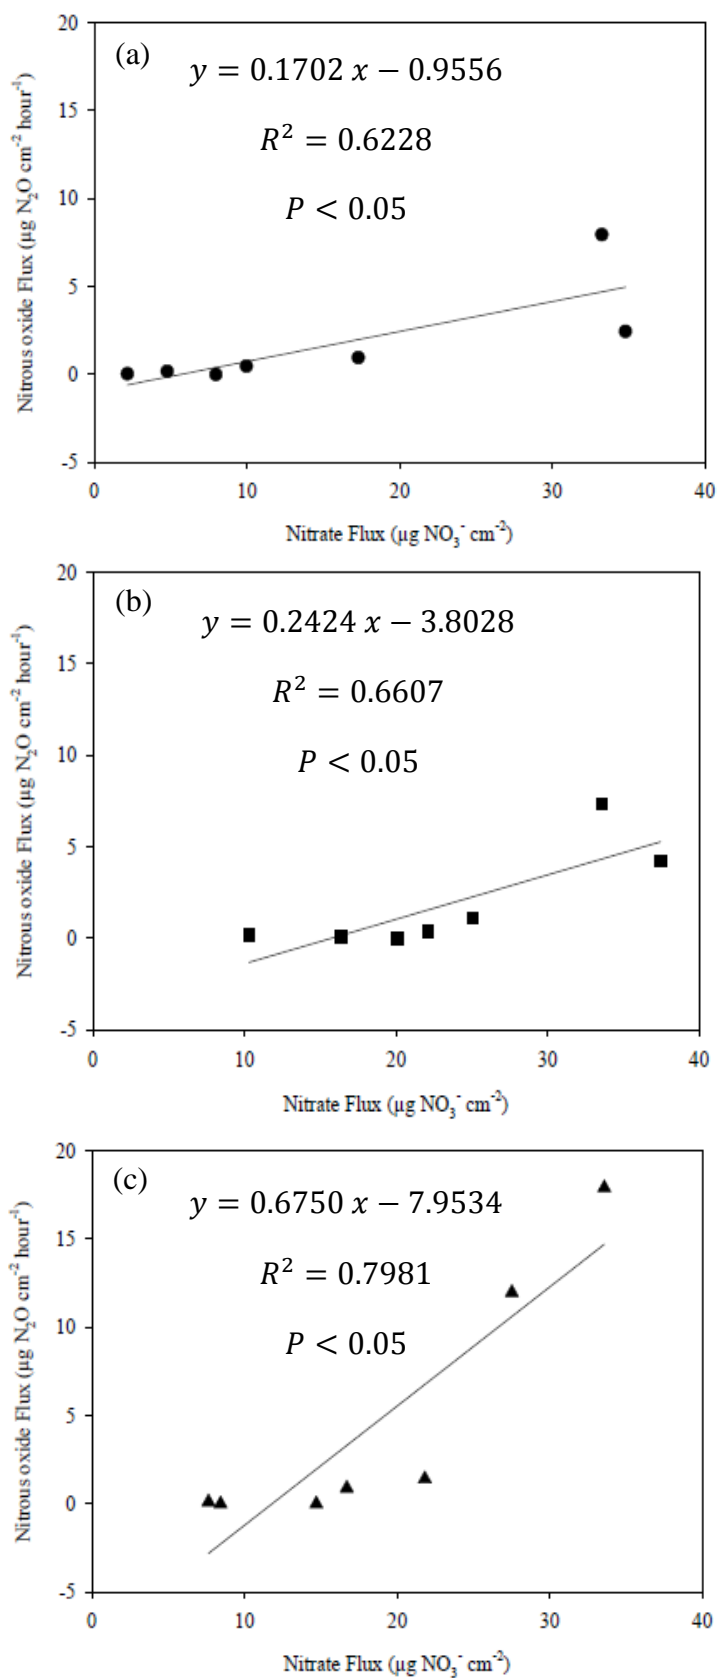 (a)
y = 0.1702 x − 0.9556
R² = 0.6228
P < 0.05
Nitrous oxide Flux (µg N₂O cm⁻² hour⁻¹)
20
15
10
5
0
-5
0 10 20 30 40
Nitrate Flux (µg NO₃⁻ cm⁻²)
(b)
y = 0.2424 x − 3.8028
R² = 0.6607
P < 0.05
Nitrous oxide Flux (µg N₂O cm⁻² hour⁻¹)
20
15
10
5
0
-5
0 10 20 30 40
Nitrate Flux (µg NO₃⁻ cm⁻²)
(c)
y = 0.6750 x − 7.9534
R² = 0.7981
P < 0.05
Nitrous oxide Flux (µg N₂O cm⁻² hour⁻¹)
20
15
10
5
0
-5
0 10 20 30 40
Nitrate Flux (µg NO₃⁻ cm⁻²)